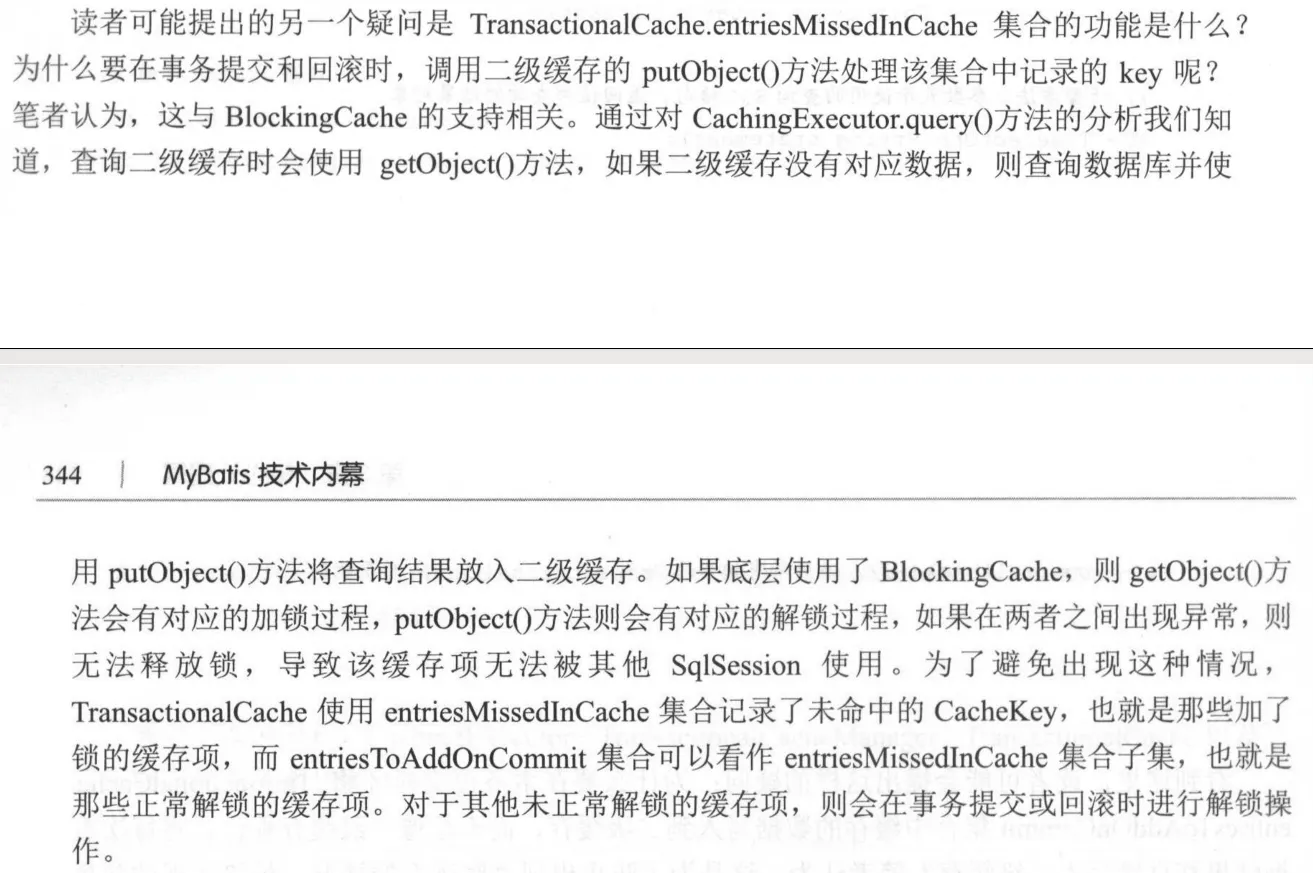 读者可能提出的另一个疑问是 TransactionalCache.entriesMissedInCache 集合的功能是什么？
为什么要在事务提交和回滚时，调用二级缓存的 putObject()方法处理该集合中记录的 key 呢？
笔者认为，这与 BlockingCache 的支持相关。通过对 CachingExecutor.query()方法的分析我们知
道，查询二级缓存时会使用 getObject()方法，如果二级缓存没有对应数据，则查询数据库并使
344 | MyBatis 技术内幕
用 putObject()方法将查询结果放入二级缓存。如果底层使用了 BlockingCache，则 getObject()方
法会有对应的加锁过程，putObject()方法则会有对应的解锁过程，如果在两者之间出现异常，则
无法释放锁，导致该缓存项无法被其他 SqlSession 使用。为了避免出现这种情况，
TransactionalCache 使用 entriesMissedInCache 集合记录了未命中的 CacheKey，也就是那些加了
锁的缓存项，而 entriesToAddOnCommit 集合可以看作 entriesMissedInCache 集合子集，也就是
那些正常解锁的缓存项。对于其他未正常解锁的缓存项，则会在事务提交或回滚时进行解锁操
作。